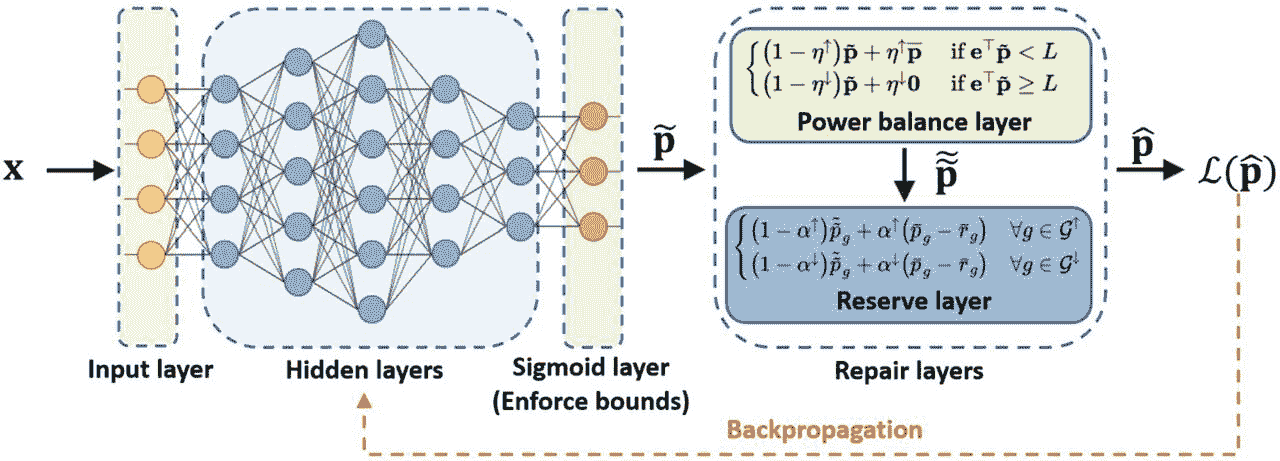 x
p̃
(1 − η↑)p̃ + η↑p̅ if e⊤p̃ < L
(1 − η↓)p̃ + η↓0 if e⊤p̃ ≥ L
Power balance layer
p̃̃
(1 − α↑)p̃̃g + α↑(p̄g − r̄g) ∀g ∈ 𝒢↑
(1 − α↓)p̃̃g + α↓(p̄g − r̄g) ∀g ∈ 𝒢↓
Reserve layer
p̂
ℒ(p̂)
Input layer
Hidden layers
Sigmoid layer
(Enforce bounds)
Repair layers
Backpropagation